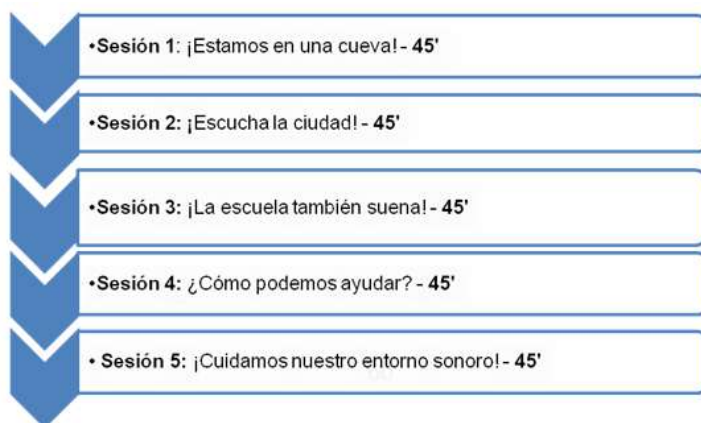 •Sesión 1: ¡Estamos en una cueva! - 45'
•Sesión 2: ¡Escucha la ciudad! - 45'
•Sesión 3: ¡La escuela también suena! - 45'
•Sesión 4: ¿Cómo podemos ayudar? - 45'
• Sesión 5: ¡Cuidamos nuestro entorno sonoro! - 45'